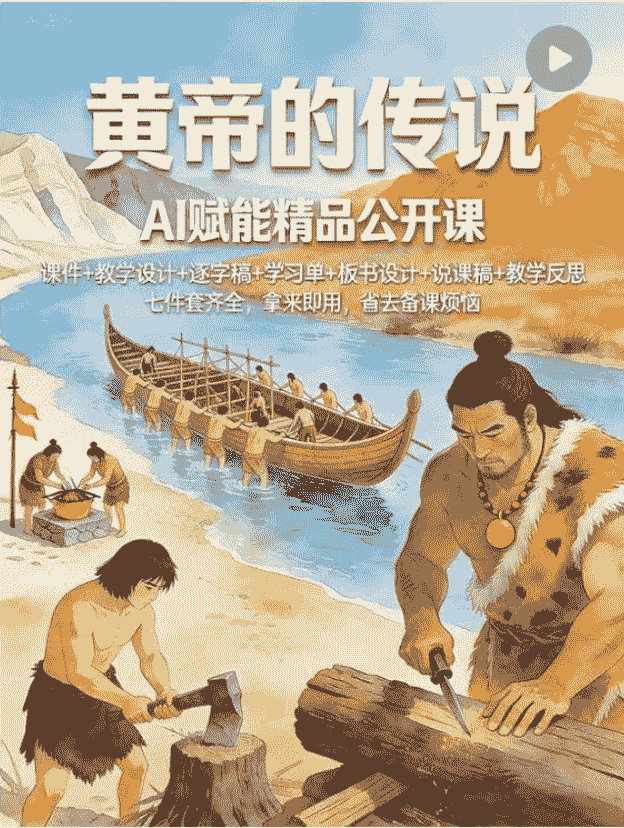 黄帝的传说
AI赋能精品公开课
课件+教学设计+逐字稿+学习单+板书设计+说课稿+教学反思
七件套齐全，拿来即用，省去备课烦恼